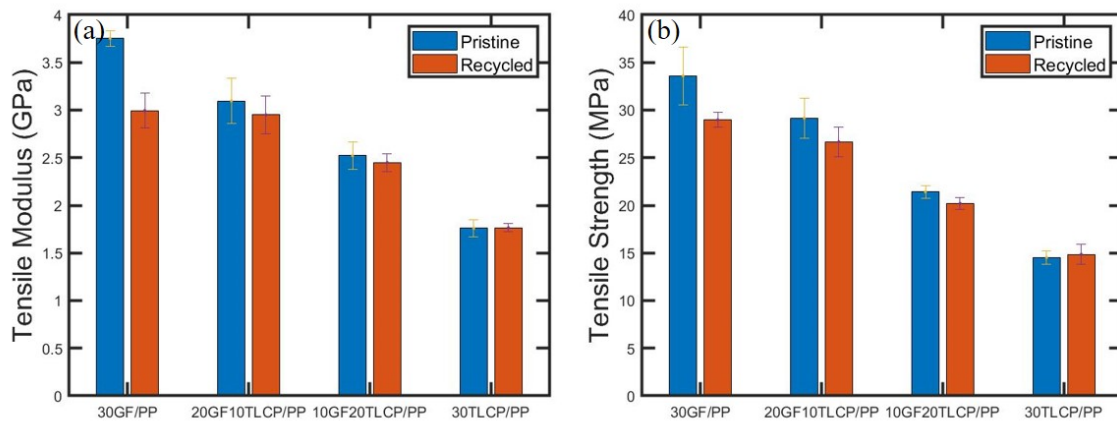 (a)
Tensile Modulus (GPa)
4
3.5
3
2.5
2
1.5
1
0.5
0
Pristine
Recycled
30GF/PP
20GF10TLCP/PP
10GF20TLCP/PP
30TLCP/PP
(b)
Tensile Strength (MPa)
40
35
30
25
20
15
10
5
0
Pristine
Recycled
30GF/PP
20GF10TLCP/PP
10GF20TLCP/PP
30TLCP/PP